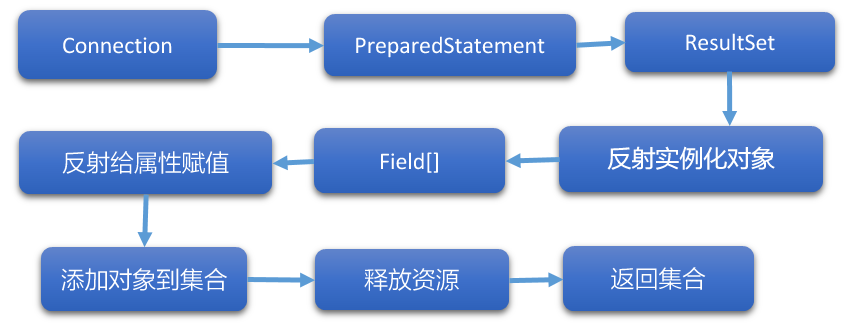 Connection
PreparedStatement
ResultSet
反射实例化对象
Field[]
反射给属性赋值
添加对象到集合
释放资源
返回集合